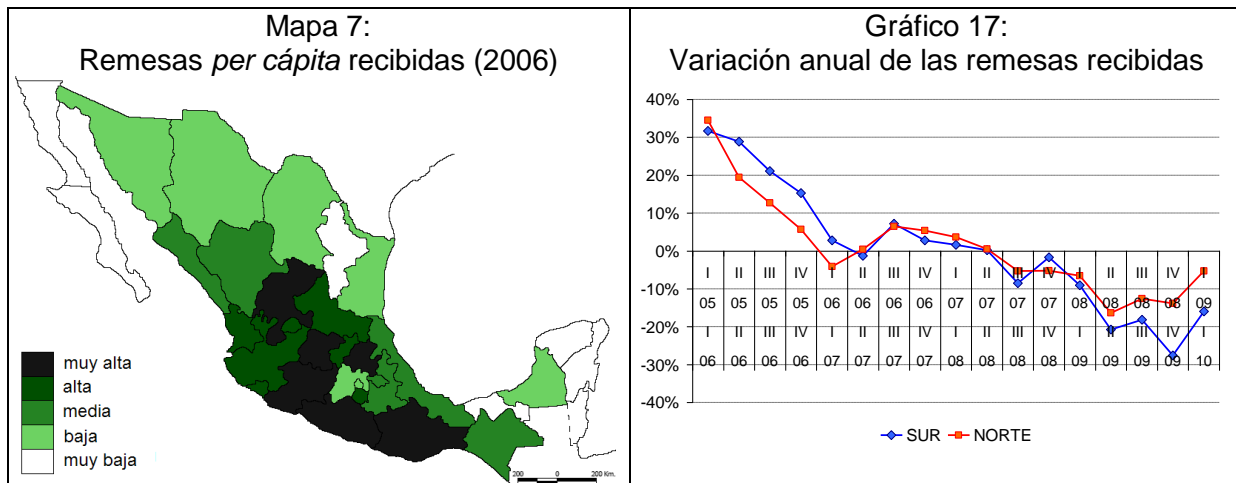 Mapa 7:
Remesas per cápita recibidas (2006)
muy alta
alta
media
baja
muy baja
200 0 200 Km.
Gráfico 17:
Variación anual de las remesas recibidas
40%
30%
20%
10%
0%
-10%
-20%
-30%
-40%
I II III IV I II III IV I II III IV I II III IV I
05 05 05 05 06 06 06 06 07 07 07 07 08 08 08 08 09
I II III IV I II III IV I II III IV I II III IV I
06 06 06 06 07 07 07 07 08 08 08 08 09 09 09 09 10
SUR NORTE